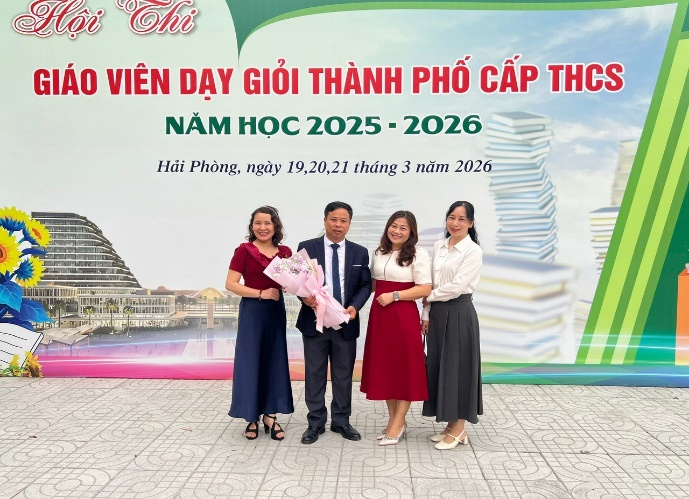 Hội Thi
GIÁO VIÊN DẠY GIỎI THÀNH PHỐ CẤP THCS
NĂM HỌC 2025 - 2026
Hải Phòng, ngày 19,20,21 tháng 3 năm 2026